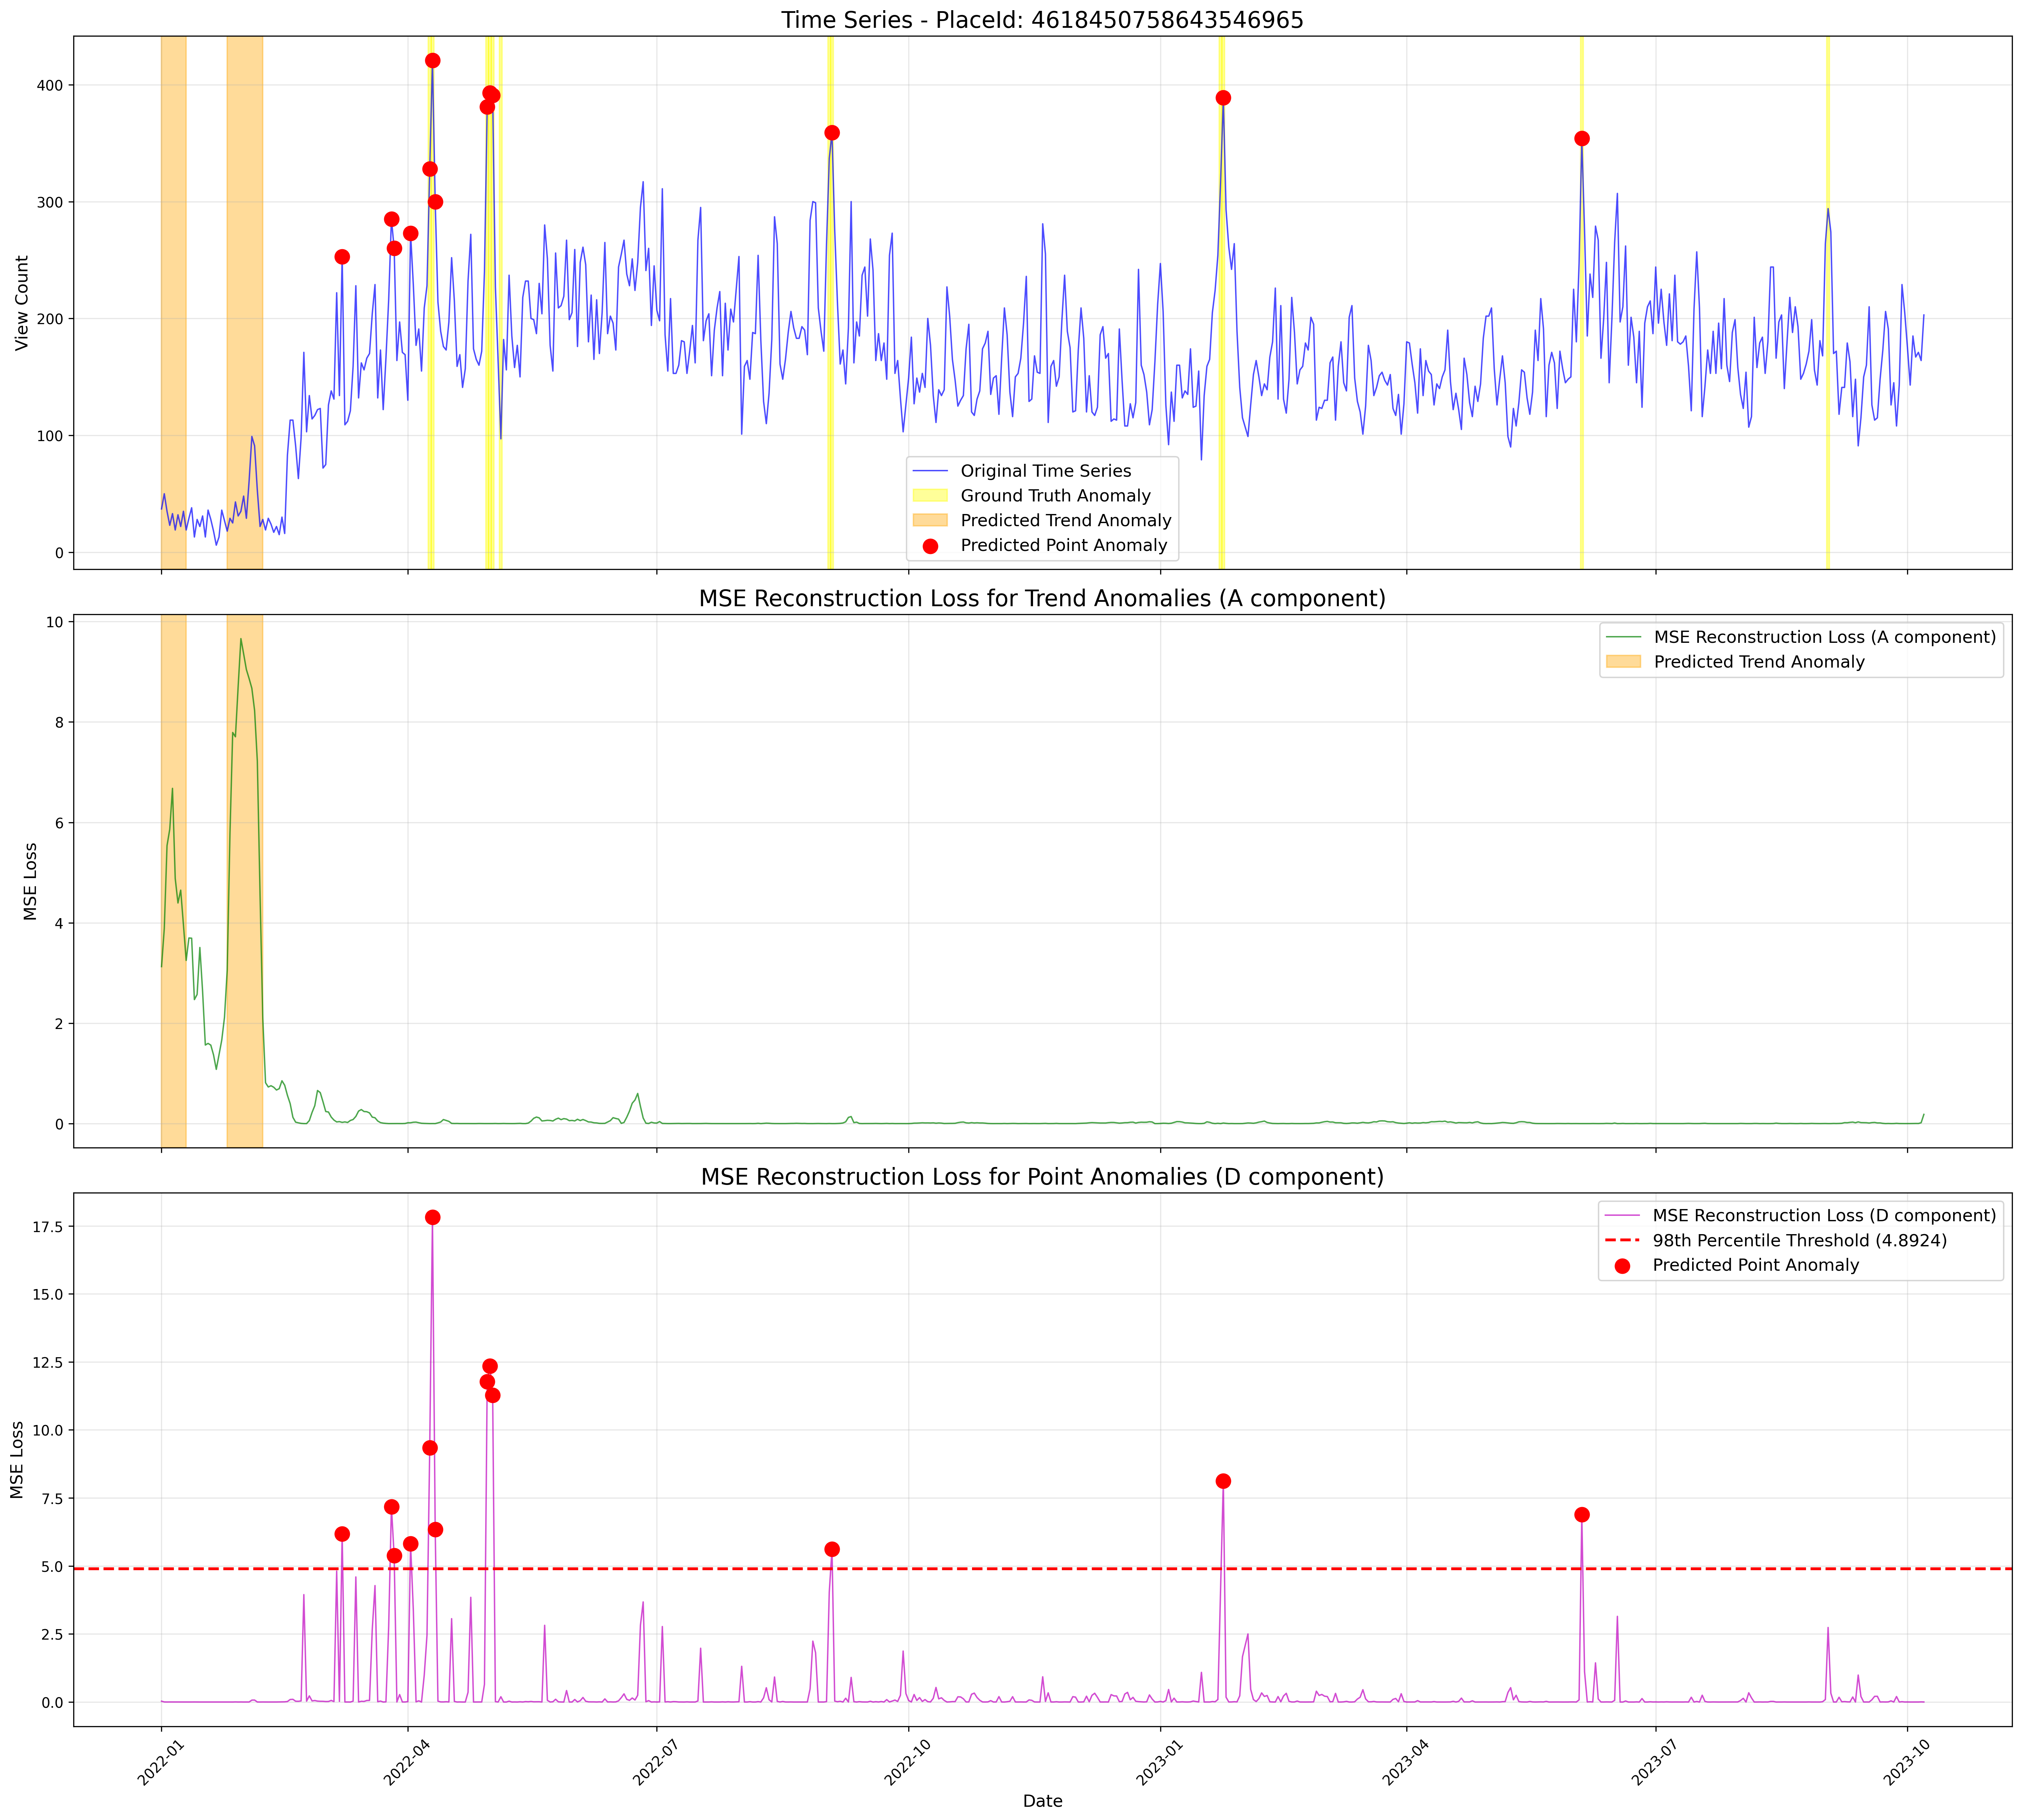 Time Series - PlaceId: 4618450758643546965
View Count
400
300
200
100
0
Original Time Series
Ground Truth Anomaly
Predicted Trend Anomaly
Predicted Point Anomaly
MSE Reconstruction Loss for Trend Anomalies (A component)
MSE Loss
10
8
6
4
2
0
MSE Reconstruction Loss (A component)
Predicted Trend Anomaly
MSE Reconstruction Loss for Point Anomalies (D component)
MSE Loss
17.5
15.0
12.5
10.0
7.5
5.0
2.5
0.0
MSE Reconstruction Loss (D component)
98th Percentile Threshold (4.8924)
Predicted Point Anomaly
2022-01
2022-04
2022-07
2022-10
2023-01
2023-04
2023-07
2023-10
Date